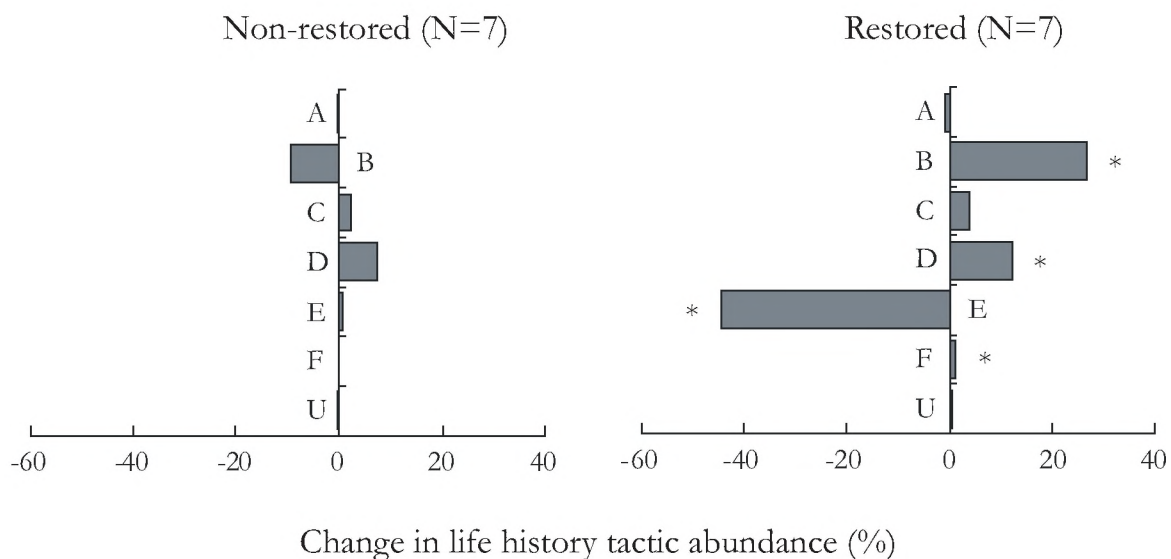 Non-restored (N=7)
Restored (N=7)
A
B
C
D
E
F
U
-60 -40 -20 0 20 40
A
B *
C
D *
* E
F *
U
-60 -40 -20 0 20 40
Change in life history tactic abundance (%)